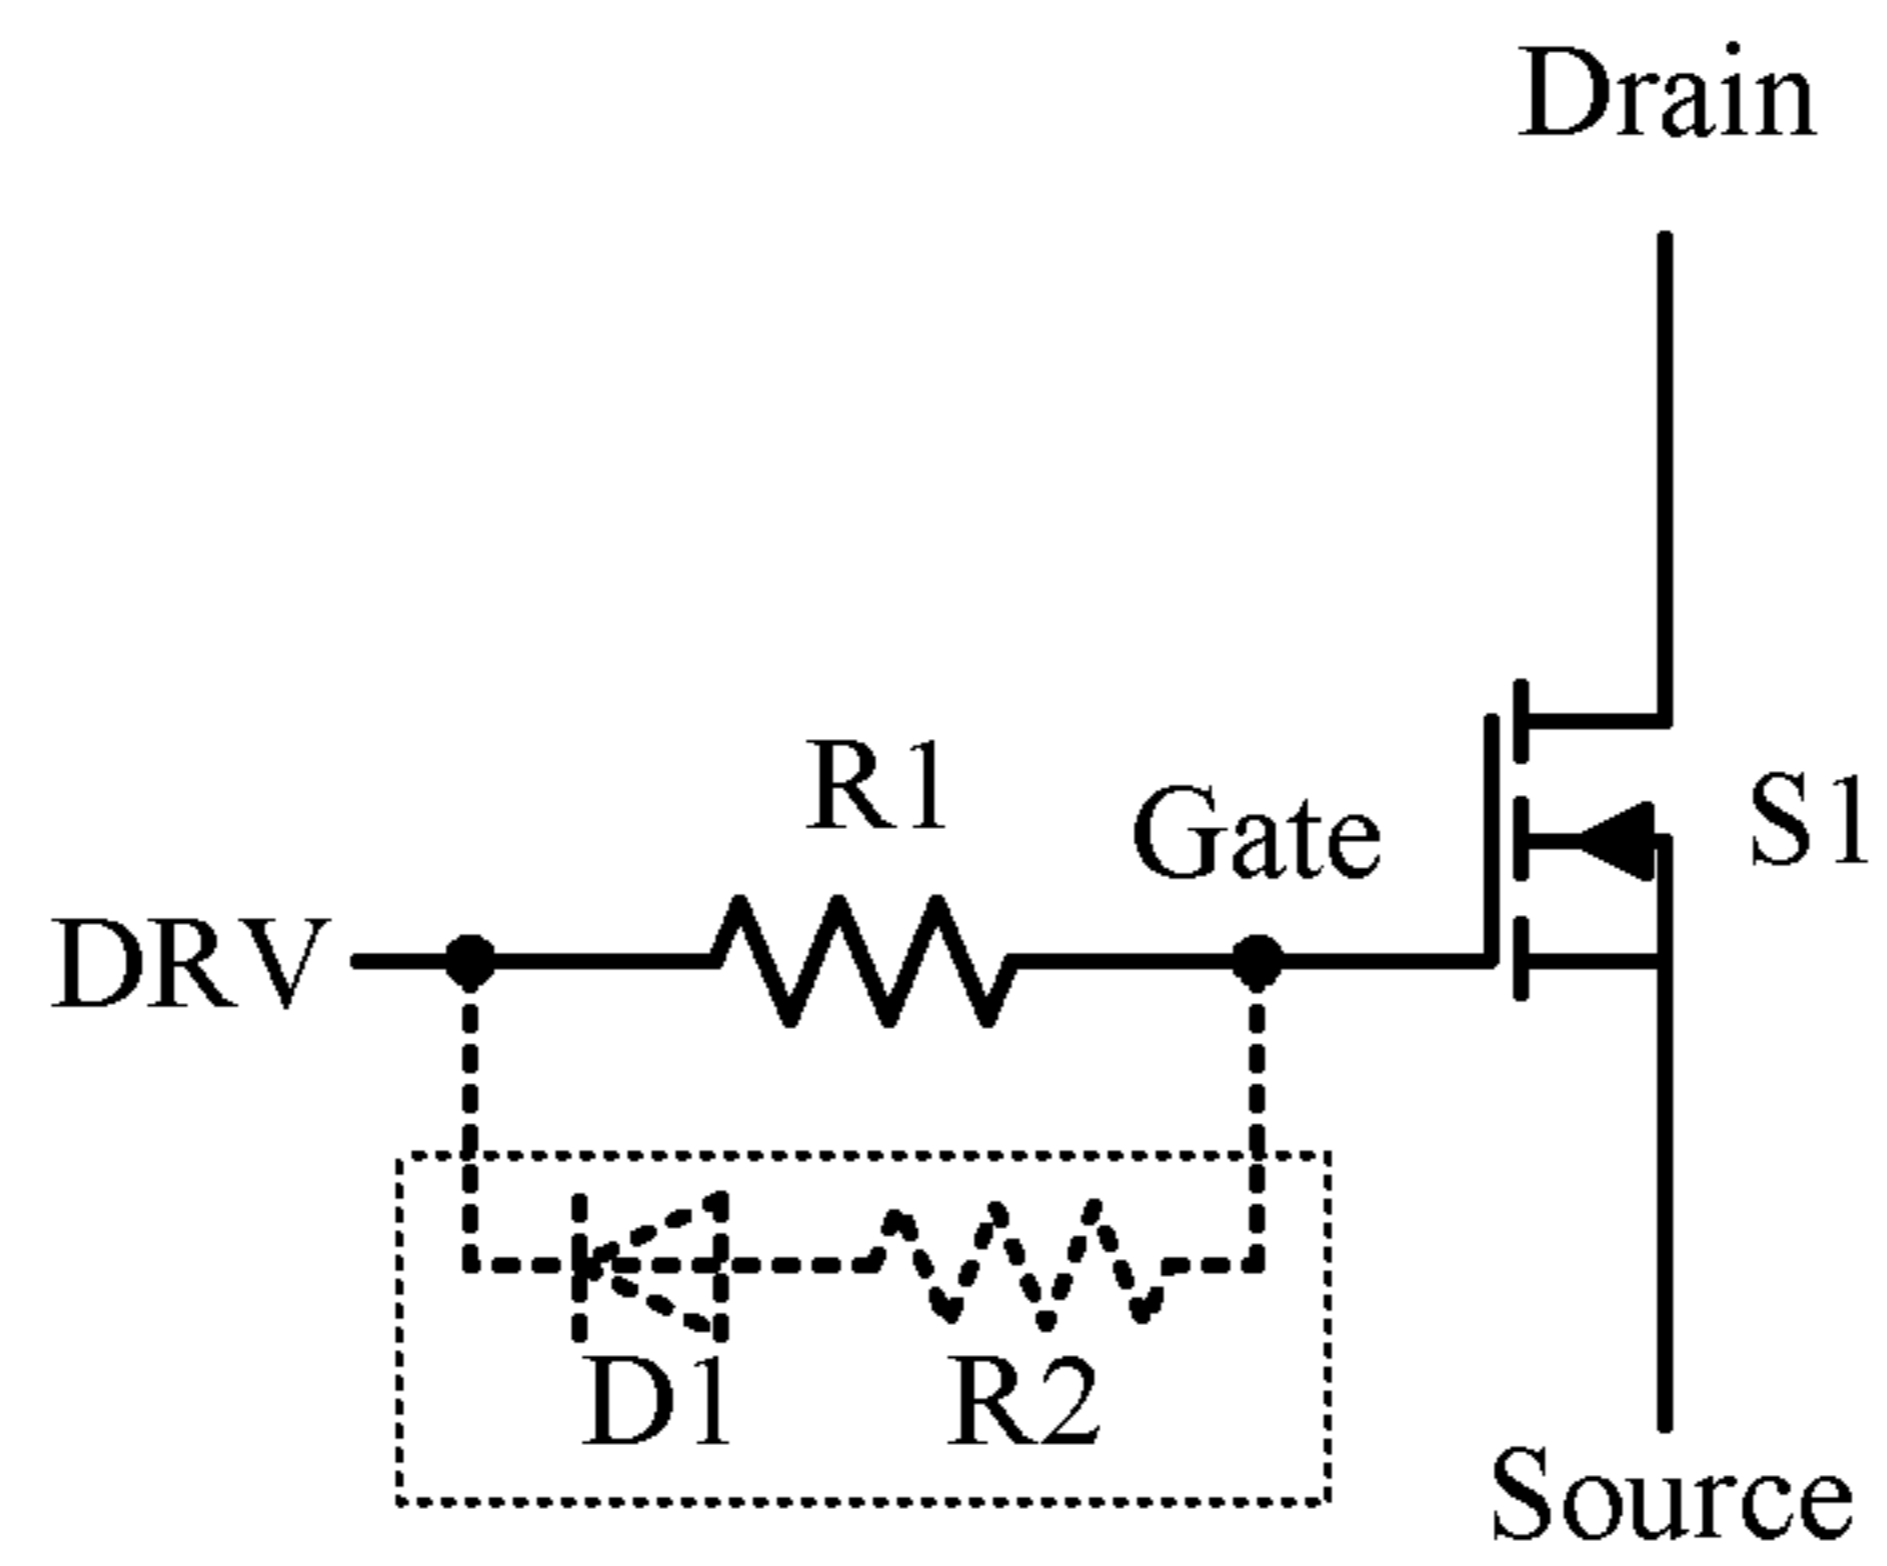 Drain
R1
Gate
S1
DRV
D1
R2
Source